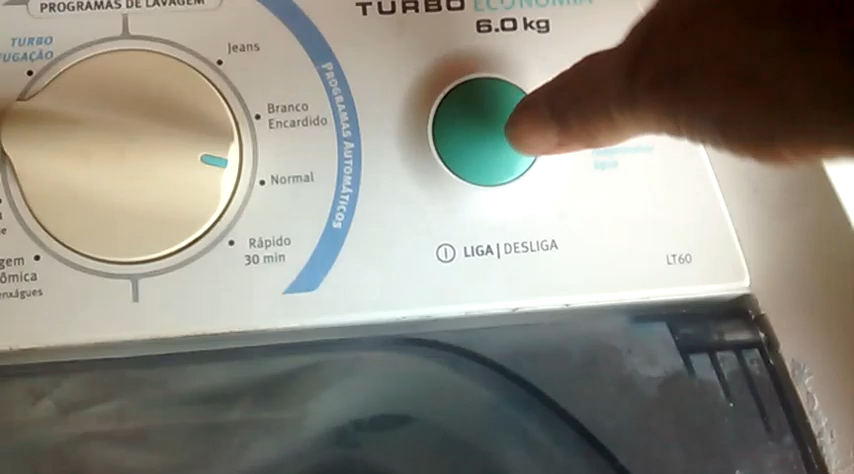 PROGRAMAS DE LAVAGEM
TURBO
Jeans
Branco
Encardido
Normal
Rápido
30 min
PROGRAMAS AUTOMÁTICOS
TURBO ECONOMIA
6.0 kg
LIGA | DESLIGA
LT60